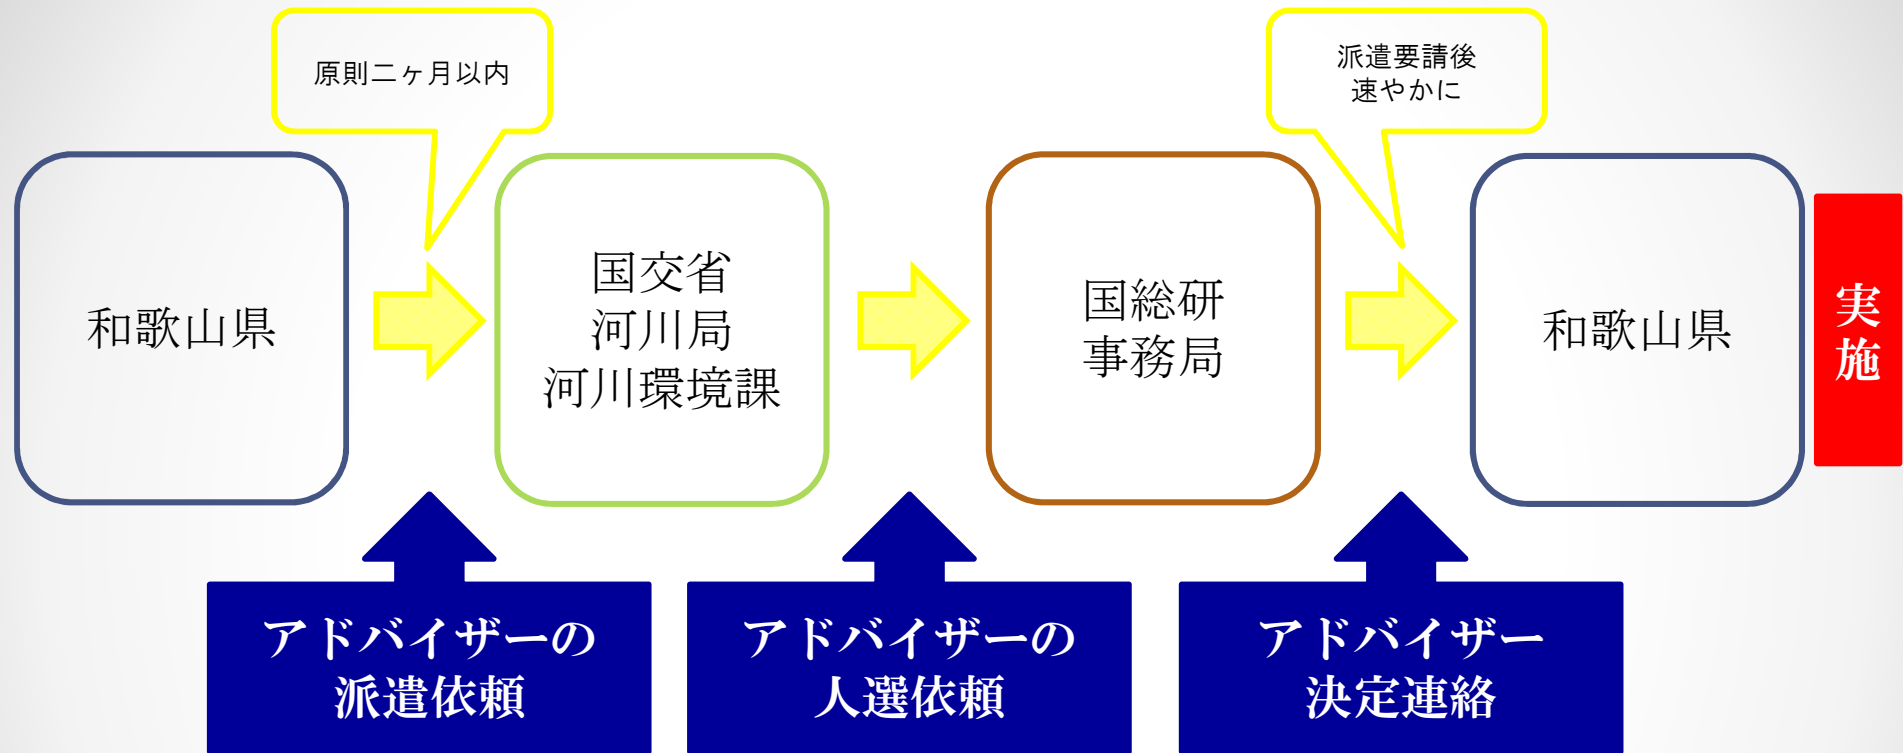 原則二ヶ月以内
派遣要請後
速やかに
和歌山県
国交省
河川局
河川環境課
国総研
事務局
和歌山県
実施
アドバイザーの
派遣依頼
アドバイザーの
人選依頼
アドバイザー
決定連絡